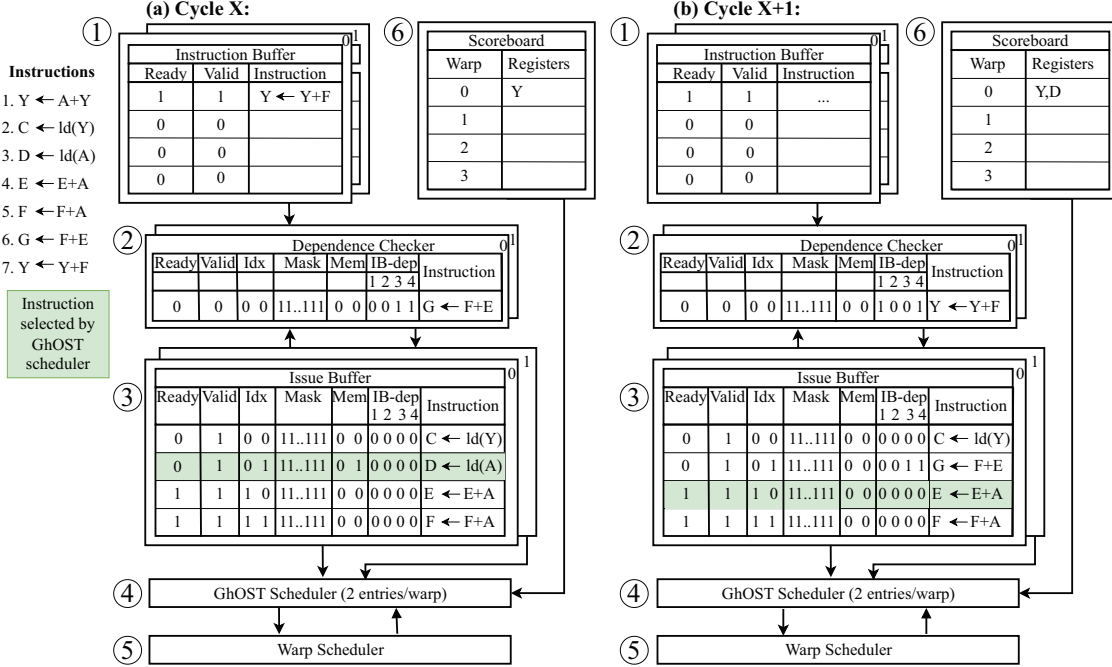 (a) Cycle X:
(b) Cycle X+1:
Instructions
1. Y ← A+Y
2. C ← ld(Y)
3. D ← ld(A)
4. E ← E+A
5. F ← F+A
6. G ← F+E
7. Y ← Y+F
Instruction
selected by
GhOST
scheduler
①
0 1
Instruction Buffer
Ready Valid Instruction
1 1 Y ← Y+F
0 0
0 0
0 0
⑥
Scoreboard
Warp Registers
0 Y
1
2
3
②
0 1
Dependence Checker
Ready Valid Idx Mask Mem IB-dep Instruction
1 2 3 4
0 0 0 0 11..111 0 0 0 0 1 1 G ← F+E
③
0 1
Issue Buffer
Ready Valid Idx Mask Mem IB-dep Instruction
1 2 3 4
0 1 0 0 11..111 0 0 0 0 0 0 C ← ld(Y)
0 1 0 1 11..111 0 1 0 0 0 0 D ← ld(A)
1 1 1 0 11..111 0 0 0 0 0 0 E ← E+A
1 1 1 1 11..111 0 0 0 0 0 0 F ← F+A
④ GhOST Scheduler (2 entries/warp)
⑤ Warp Scheduler
①
0 1
Instruction Buffer
Ready Valid Instruction
1 1 ...
0 0
0 0
0 0
⑥
Scoreboard
Warp Registers
0 Y,D
1
2
3
②
0 1
Dependence Checker
Ready Valid Idx Mask Mem IB-dep Instruction
1 2 3 4
0 0 0 0 11..111 0 0 1 0 0 1 Y ← Y+F
③
0 1
Issue Buffer
Ready Valid Idx Mask Mem IB-dep Instruction
1 2 3 4
0 1 0 0 11..111 0 0 0 0 0 0 C ← ld(Y)
0 1 0 1 11..111 0 0 0 0 1 1 G ← F+E
1 1 1 0 11..111 0 0 0 0 0 0 E ← E+A
1 1 1 1 11..111 0 0 0 0 0 0 F ← F+A
④ GhOST Scheduler (2 entries/warp)
⑤ Warp Scheduler